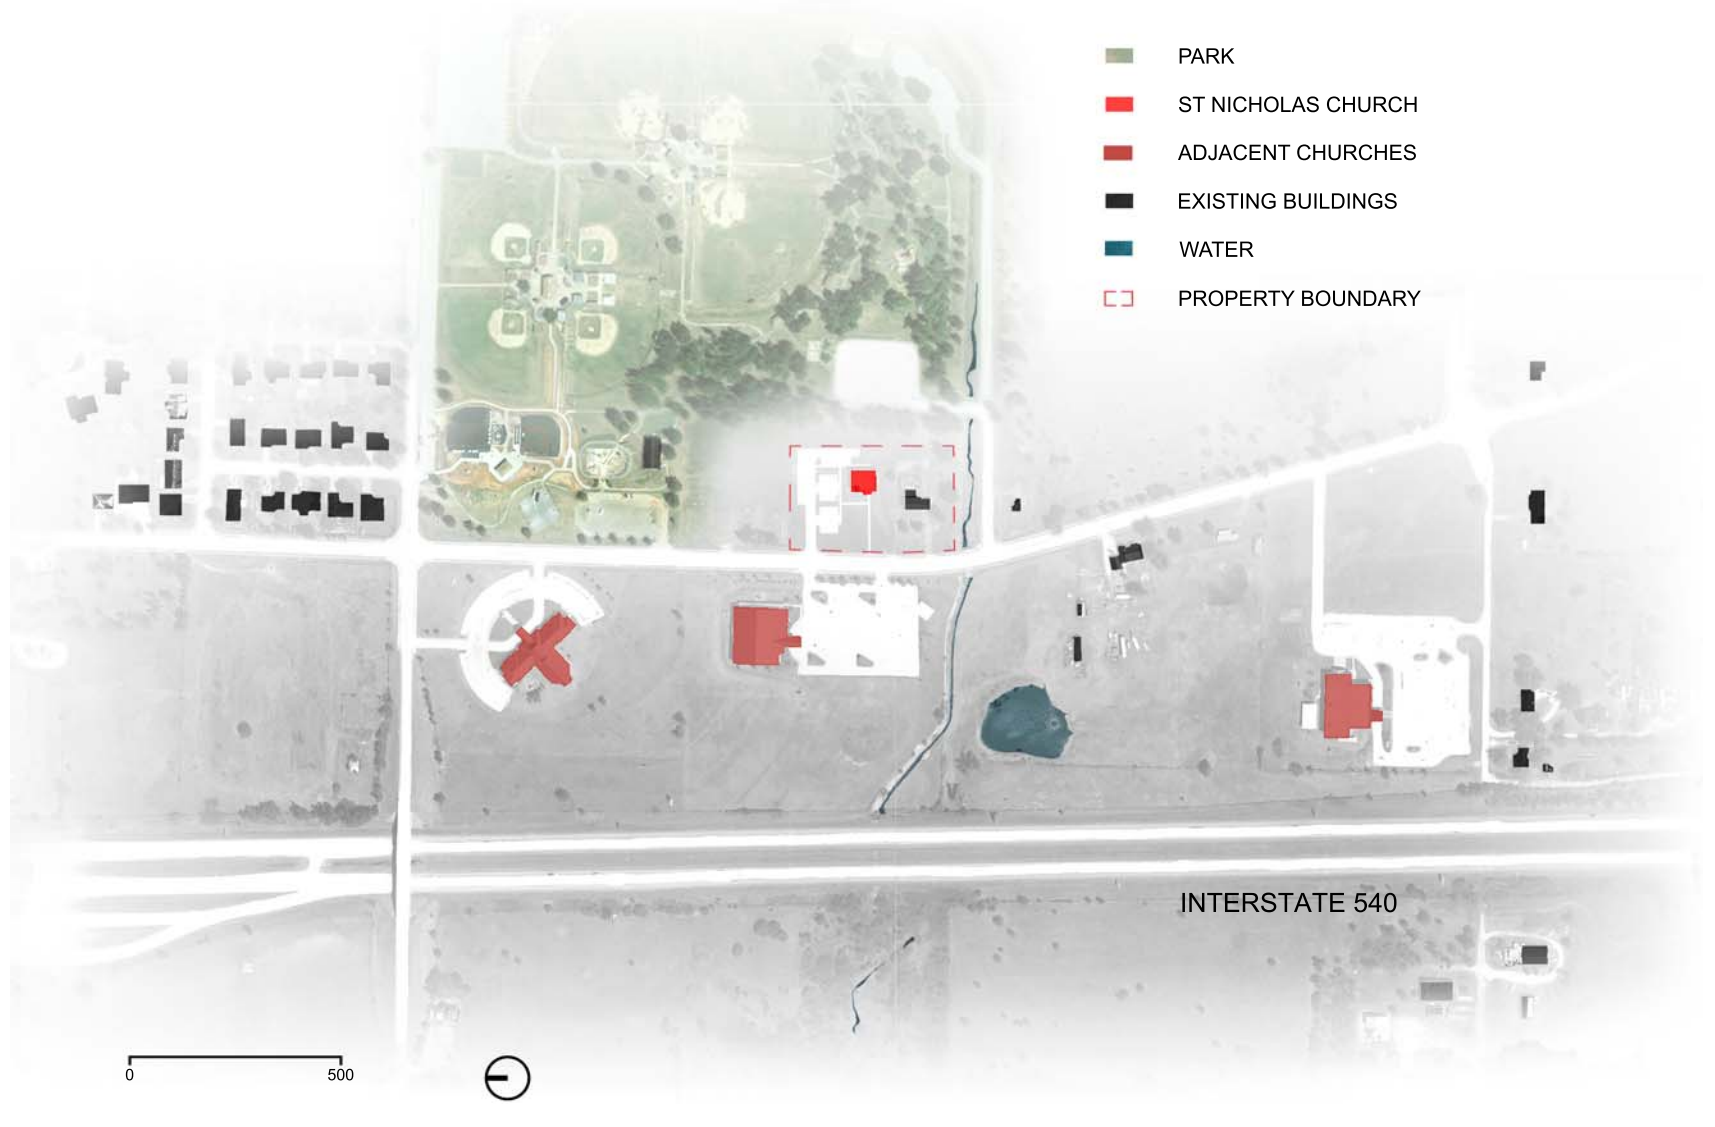 PARK
ST NICHOLAS CHURCH
ADJACENT CHURCHES
EXISTING BUILDINGS
WATER
PROPERTY BOUNDARY
INTERSTATE 540
0 500